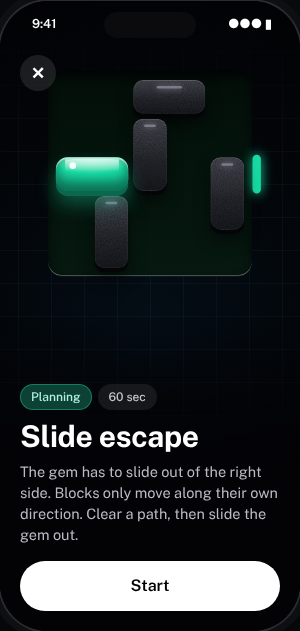 9:41
Planning
60 sec
Slide escape
The gem has to slide out of the right
side. Blocks only move along their own
direction. Clear a path, then slide the
gem out.
Start